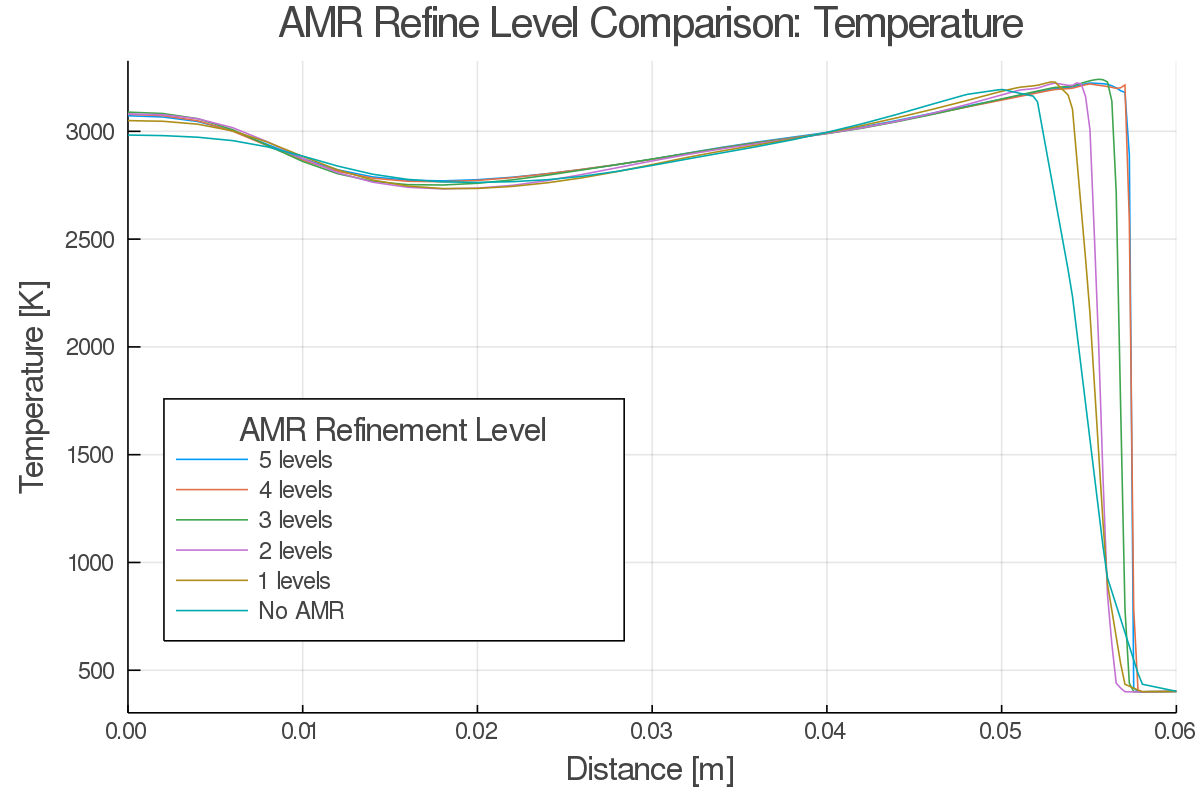 AMR Refine Level Comparison: Temperature
Temperature [K]
3000
2500
2000
1500
1000
500
AMR Refinement Level
5 levels
4 levels
3 levels
2 levels
1 levels
No AMR
0.00 0.01 0.02 0.03 0.04 0.05 0.06
Distance [m]